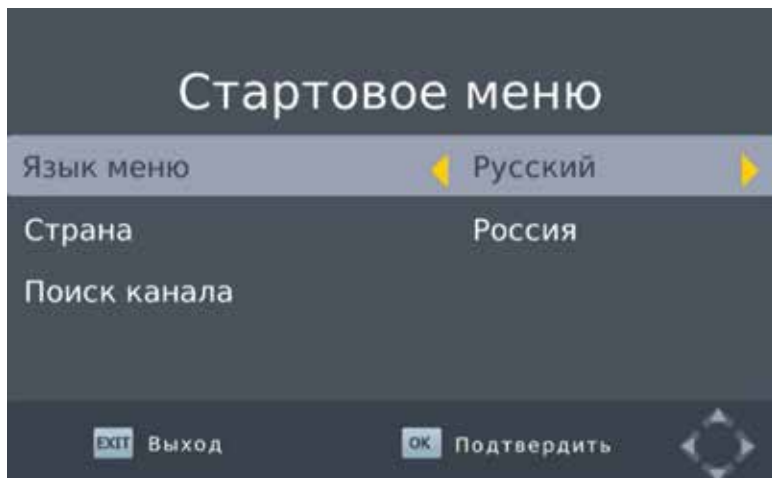 Стартовое меню
Язык меню Русский
Страна Россия
Поиск канала
EXIT Выход OK Подтвердить